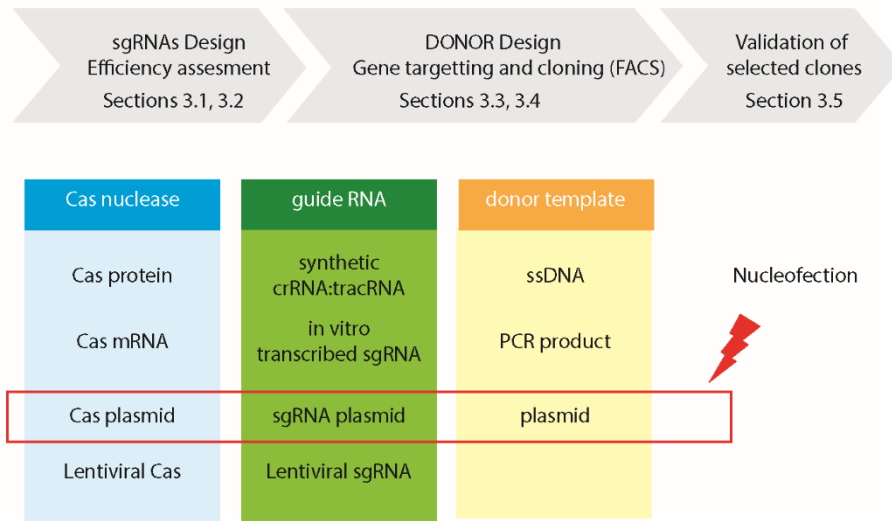 sgRNAs Design
Efficiency assesment
Sections 3.1, 3.2
DONOR Design
Gene targetting and cloning (FACS)
Sections 3.3, 3.4
Validation of
selected clones
Section 3.5
Cas nuclease
guide RNA
donor template
Cas protein
synthetic
crRNA:tracRNA
ssDNA
Nucleofection
Cas mRNA
in vitro
transcribed sgRNA
PCR product
Cas plasmid
sgRNA plasmid
plasmid
Lentiviral Cas
Lentiviral sgRNA